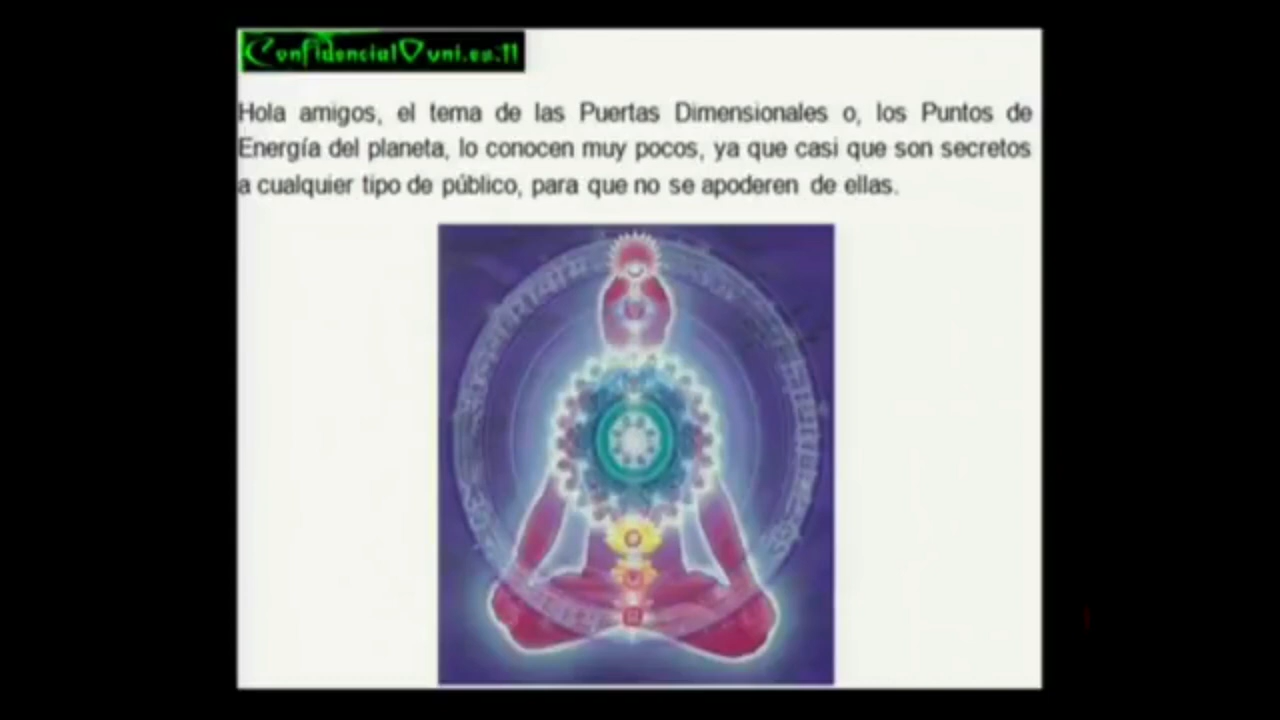 ConfidencialOvni.es.tl
Hola amigos, el tema de las Puertas Dimensionales o, los Puntos de
Energía del planeta, lo conocen muy pocos, ya que casi que son secretos
a cualquier tipo de público, para que no se apoderen de ellas.